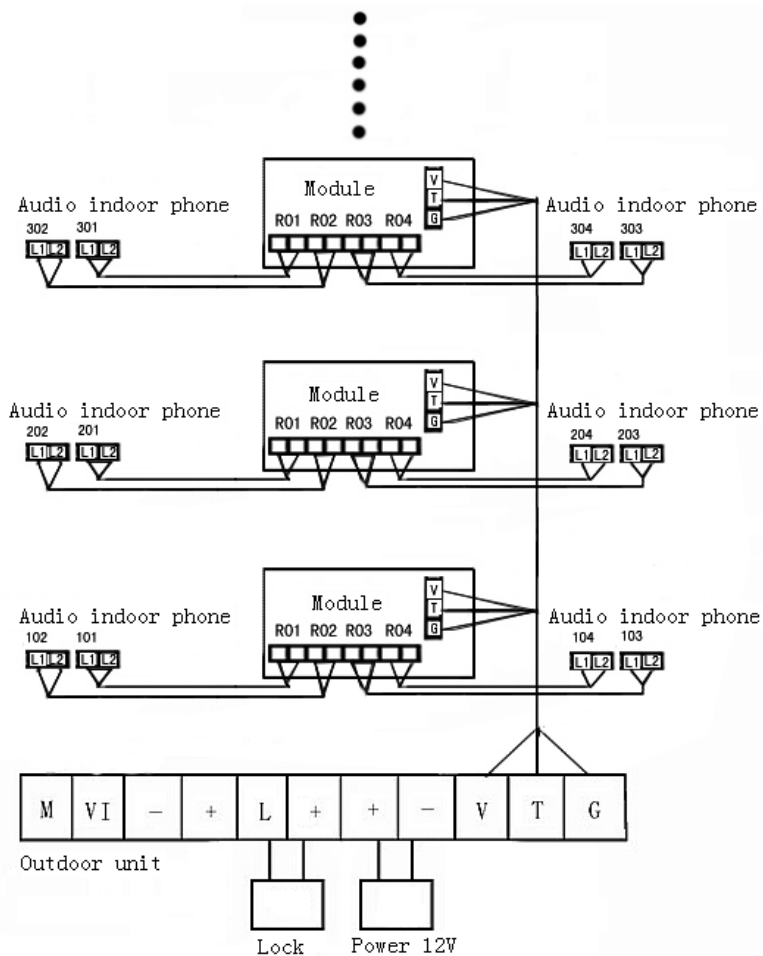 Module
V
T
G
R01 R02 R03 R04
Audio indoor phone
302 301
L1 L2 L1 L2
Audio indoor phone
304 303
L1 L2 L1 L2
Module
V
T
G
R01 R02 R03 R04
Audio indoor phone
202 201
L1 L2 L1 L2
Audio indoor phone
204 203
L1 L2 L1 L2
Module
V
T
G
R01 R02 R03 R04
Audio indoor phone
102 101
L1 L2 L1 L2
Audio indoor phone
104 103
L1 L2 L1 L2
M VI - + L + + - V T G
Outdoor unit
Lock
Power 12V